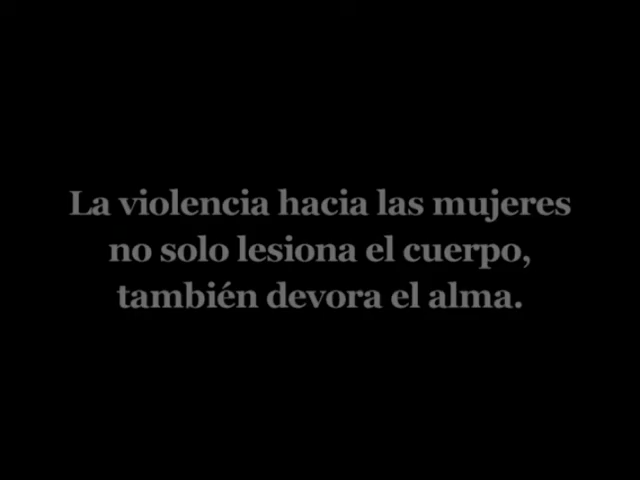 La violencia hacia las mujeres
no solo lesiona el cuerpo,
también devora el alma.